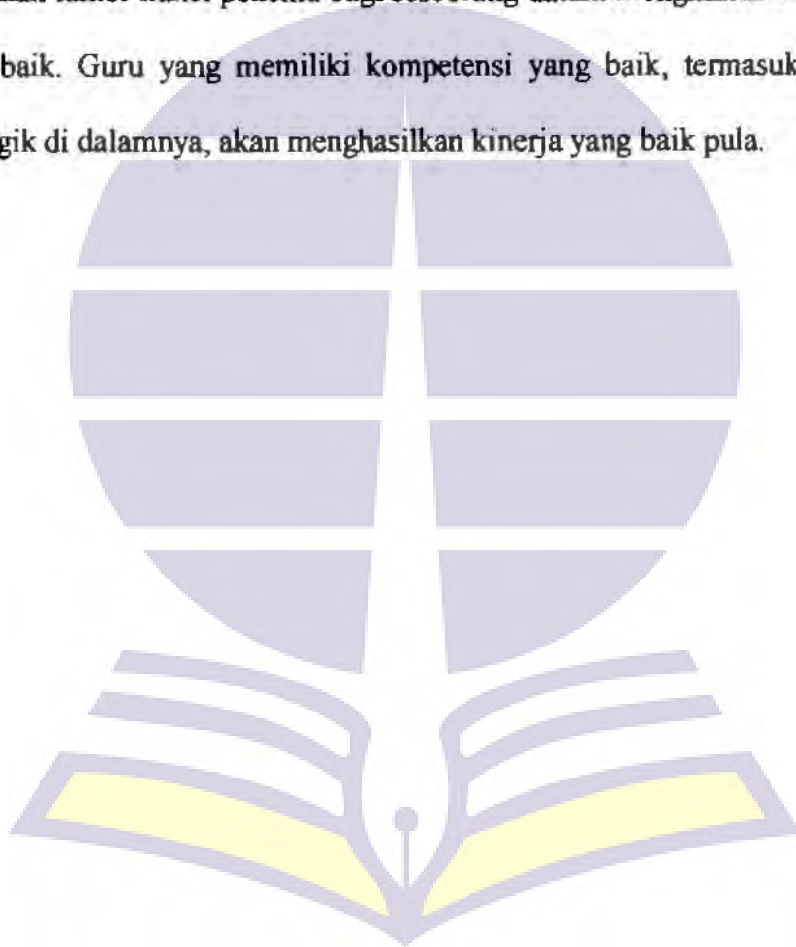 baik. Guru yang memiliki kompetensi yang baik, termasuk
gik di dalamnya, akan menghasilkan kinerja yang baik pula.